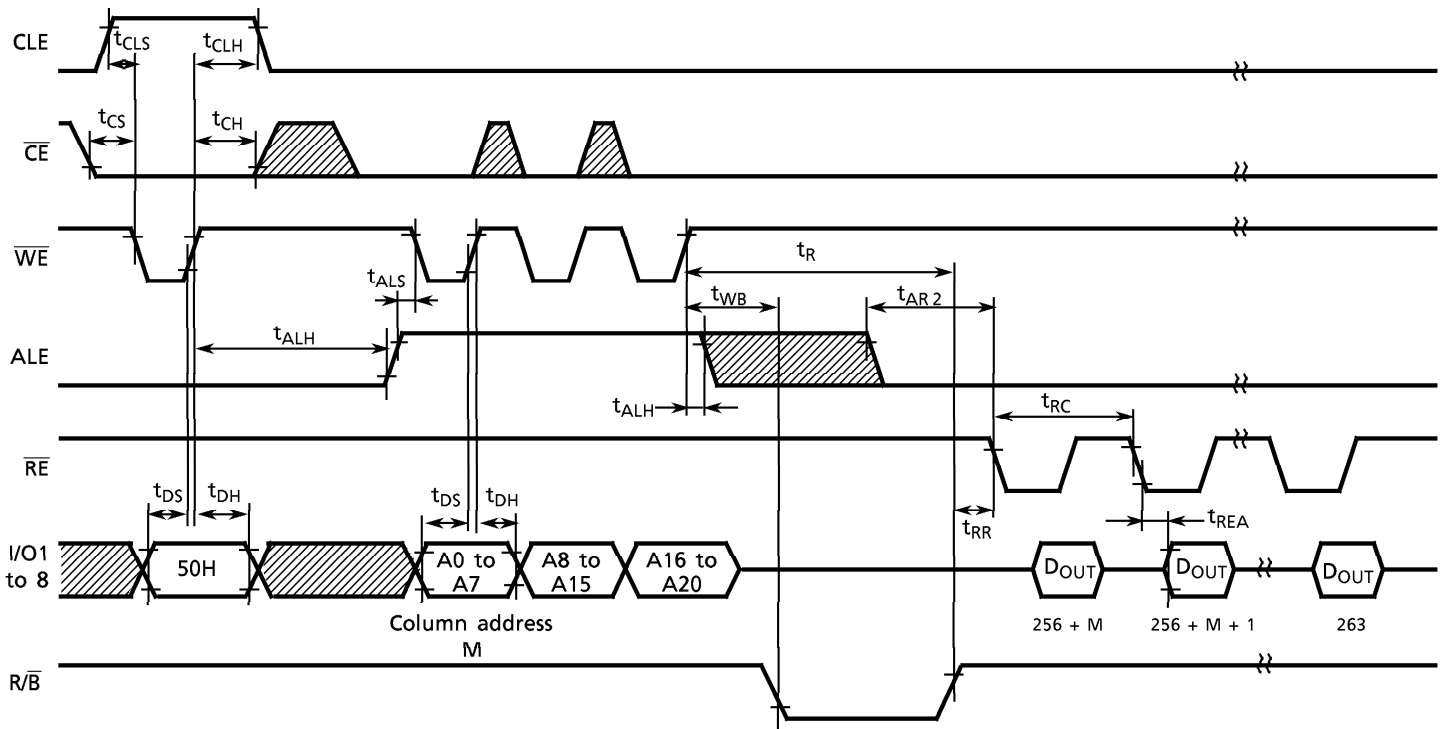 CLE
tCLS
tCLH
CE
tCS
tCH
WE
tALS
tR
tWB
tAR 2
ALE
tALH
tALH
tRC
RE
tDS
tDH
tDS
tDH
tRR
tREA
I/O1
to 8
50H
A0 to
A7
A8 to
A15
A16 to
A20
DOUT
DOUT
DOUT
Column address
M
256 + M
256 + M + 1
263
R/B